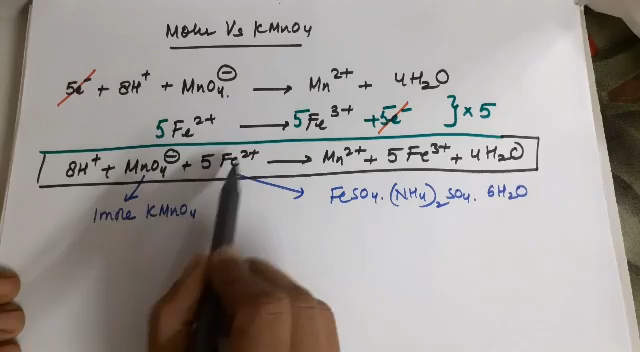 Mohr Vs KMnO4
5e⁻ + 8H⁺ + MnO4⁻ → Mn²⁺ + 4H2O
5Fe²⁺ → 5Fe³⁺ + 5e⁻ } × 5
8H⁺ + MnO4⁻ + 5Fe²⁺ → Mn²⁺ + 5Fe³⁺ + 4H2O
1mole KMnO4
FeSO4.(NH4)2SO4.6H2O